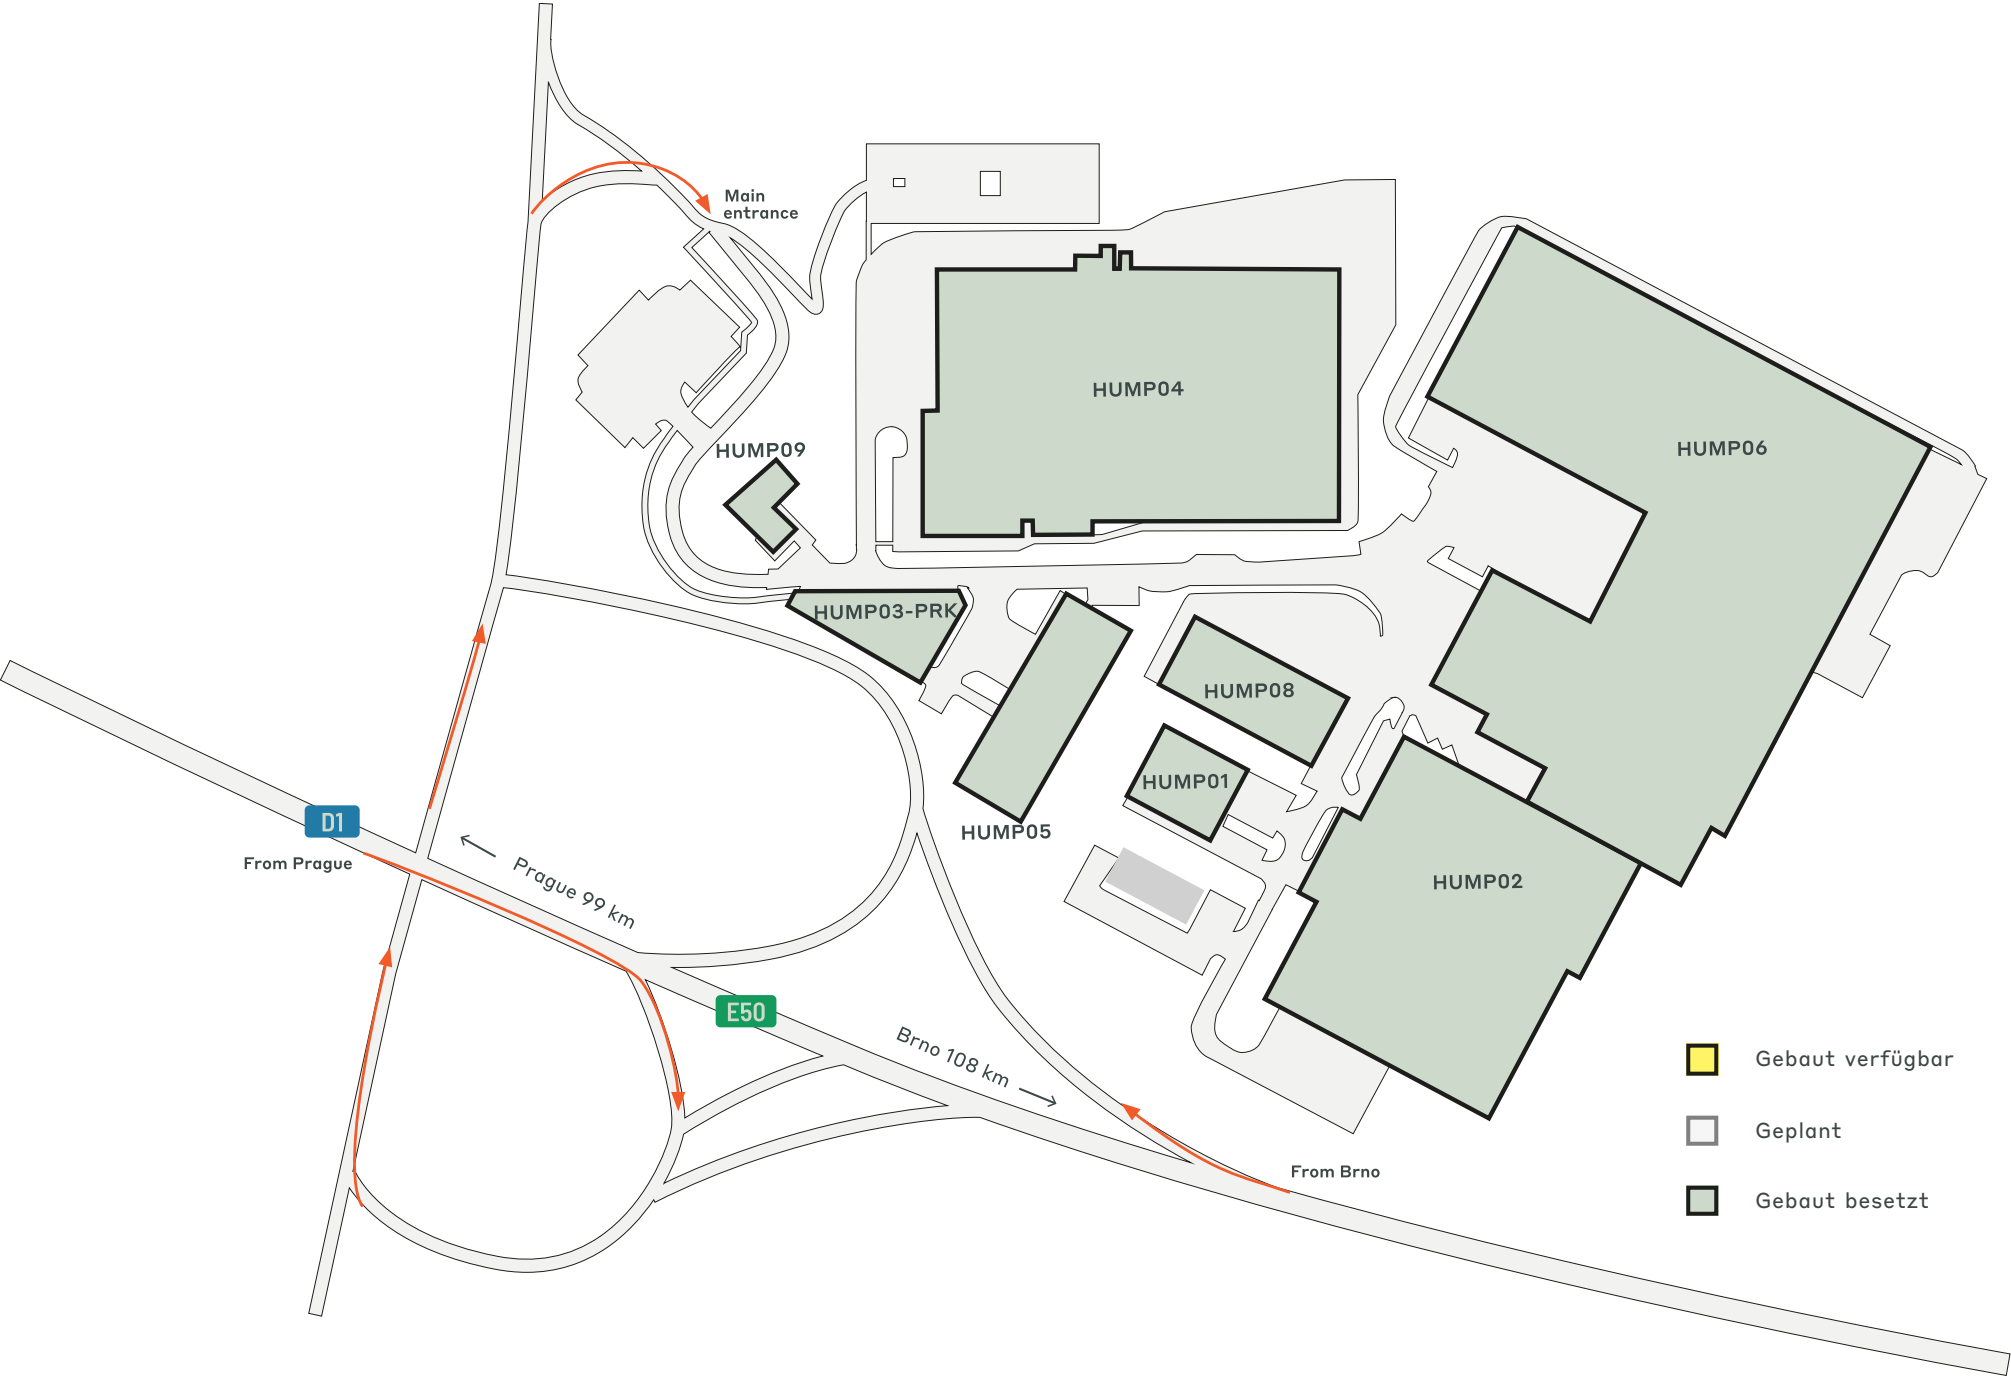 Main
entrance
HUMP04
HUMP06
HUMP09
HUMP03-PRK
HUMP08
HUMP01
HUMP05
D1
From Prague
Prague 99 km
HUMP02
E50
Brno 108 km
From Brno
Gebaut verfügbar
Geplant
Gebaut besetzt